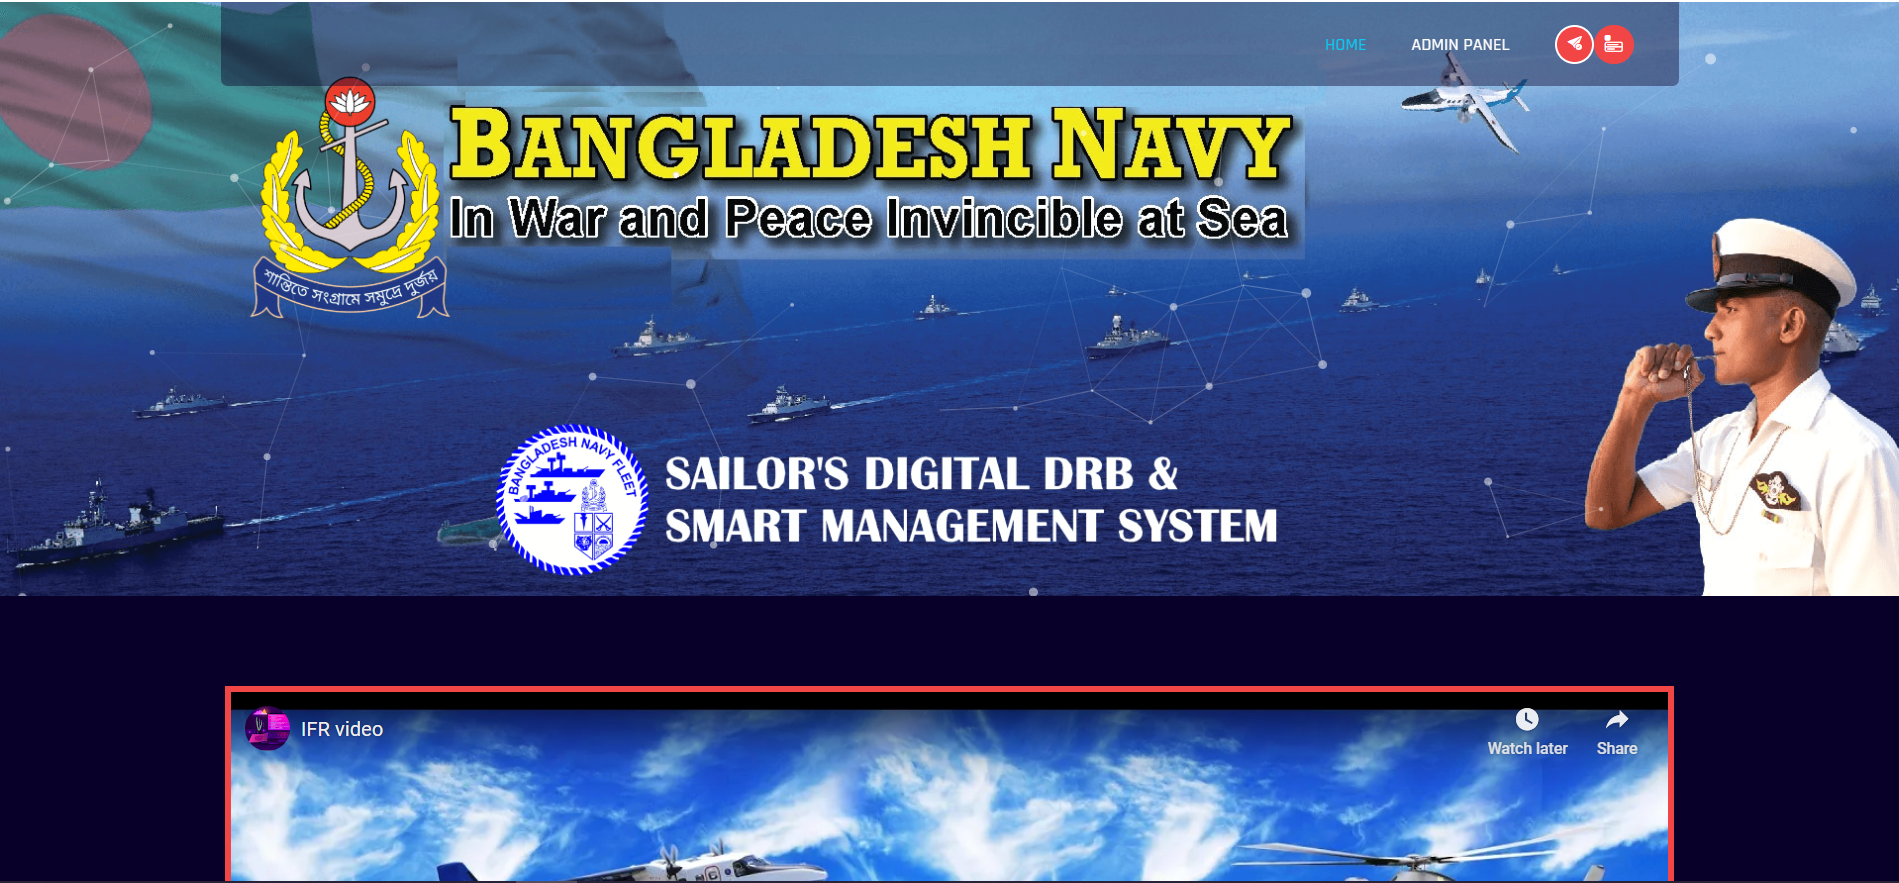 HOME
ADMIN PANEL
BANGLADESH NAVY
In War and Peace Invincible at Sea
শান্তিতে সংগ্রামে সমুদ্রে দুর্জয়
BANGLADESH NAVY FLEET
SAILOR'S DIGITAL DRB &
SMART MANAGEMENT SYSTEM
IFR video
Watch later
Share